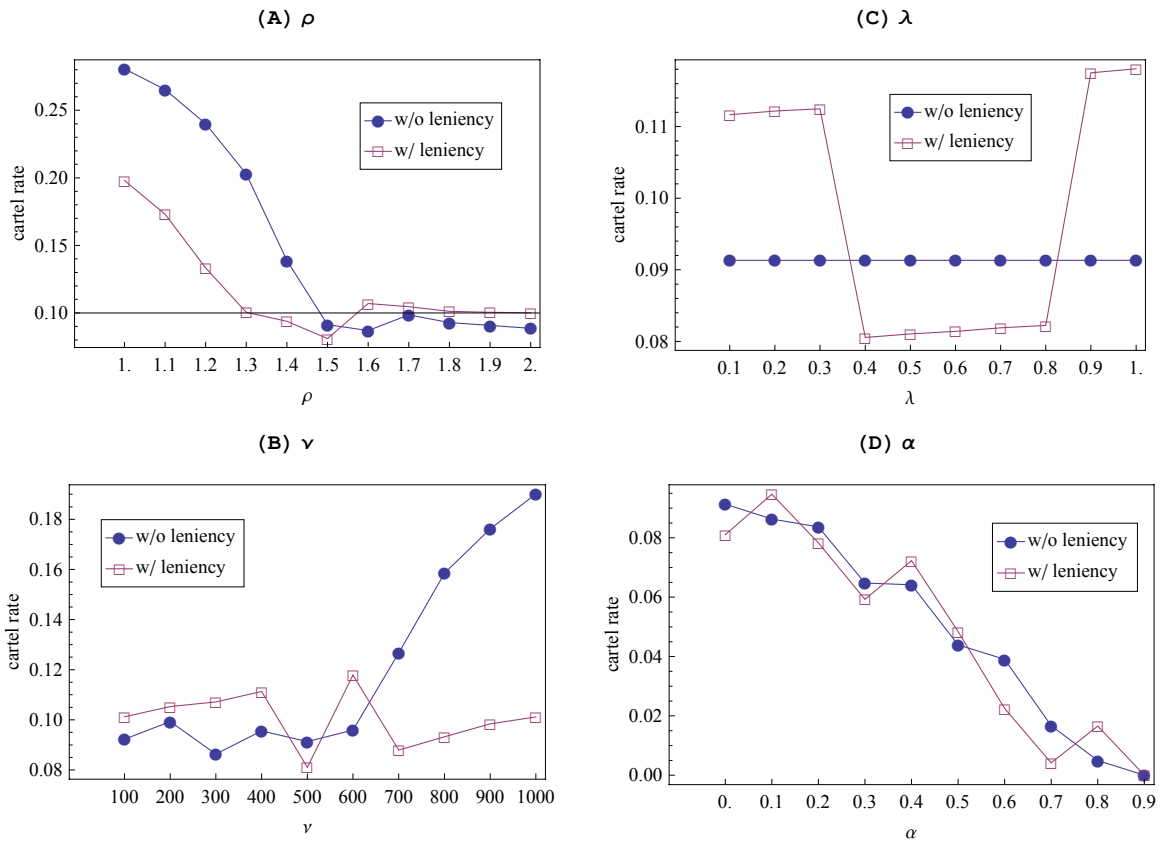 (A) ρ
cartel rate
0.25
0.20
0.15
0.10
w/o leniency
w/ leniency
1. 1.1 1.2 1.3 1.4 1.5 1.6 1.7 1.8 1.9 2.
ρ
(C) λ
cartel rate
0.11
0.10
0.09
0.08
w/o leniency
w/ leniency
0.1 0.2 0.3 0.4 0.5 0.6 0.7 0.8 0.9 1.
λ
(B) ν
cartel rate
0.18
0.16
0.14
0.12
0.10
0.08
w/o leniency
w/ leniency
100 200 300 400 500 600 700 800 900 1000
ν
(D) α
cartel rate
0.08
0.06
0.04
0.02
0.00
w/o leniency
w/ leniency
0. 0.1 0.2 0.3 0.4 0.5 0.6 0.7 0.8 0.9
α